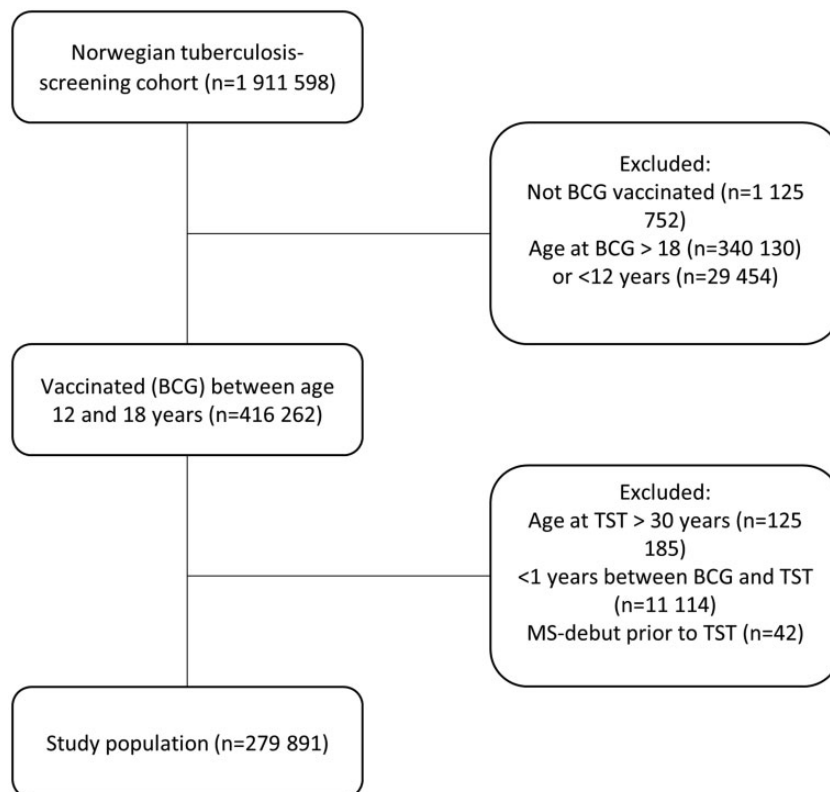 Norwegian tuberculosis-
screening cohort (n=1 911 598)
Excluded:
Not BCG vaccinated (n=1 125
752)
Age at BCG > 18 (n=340 130)
or <12 years (n=29 454)
Vaccinated (BCG) between age
12 and 18 years (n=416 262)
Excluded:
Age at TST > 30 years (n=125
185)
<1 years between BCG and TST
(n=11 114)
MS-debut prior to TST (n=42)
Study population (n=279 891)